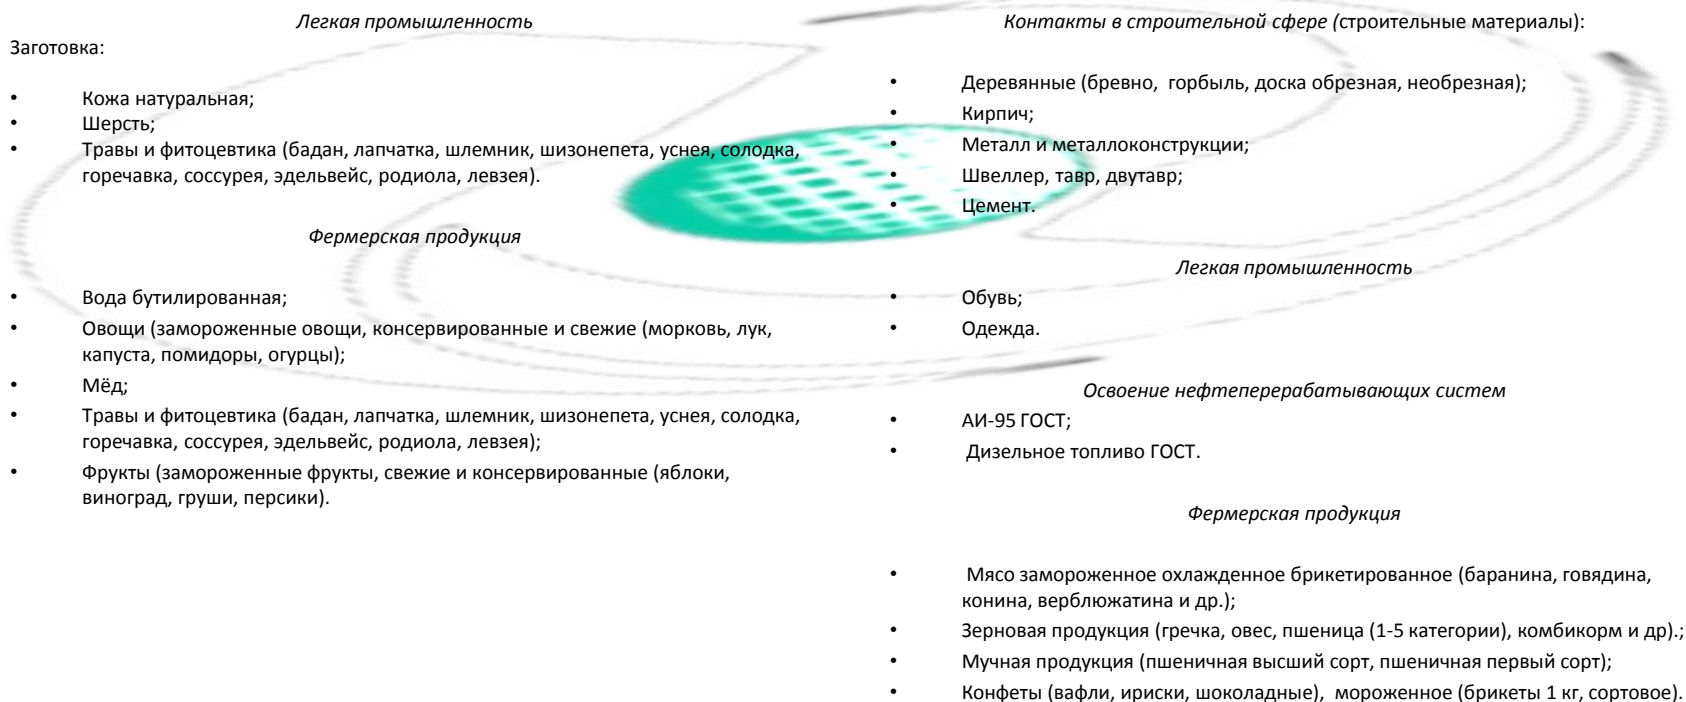 Легкая промышленность
Заготовка:
• Кожа натуральная;
• Шерсть;
• Травы и фитоцевтика (бадан, лапчатка, шлемник, шизонепета, уснея, солодка,
горечавка, соссурея, эдельвейс, родиола, левзея).
Фермерская продукция
• Вода бутилированная;
• Овощи (замороженные овощи, консервированные и свежие (морковь, лук,
капуста, помидоры, огурцы);
• Мёд;
• Травы и фитоцевтика (бадан, лапчатка, шлемник, шизонепета, уснея, солодка,
горечавка, соссурея, эдельвейс, родиола, левзея);
• Фрукты (замороженные фрукты, свежие и консервированные (яблоки,
виноград, груши, персики).
Контакты в строительной сфере (строительные материалы):
• Деревянные (бревно, горбыль, доска обрезная, необрезная);
• Кирпич;
• Металл и металлоконструкции;
• Швеллер, тавр, двутавр;
• Цемент.
Легкая промышленность
• Обувь;
• Одежда.
Освоение нефтеперерабатывающих систем
• АИ-95 ГОСТ;
• Дизельное топливо ГОСТ.
Фермерская продукция
• Мясо замороженное охлажденное брикетированное (баранина, говядина,
конина, верблюжатина и др.);
• Зерновая продукция (гречка, овес, пшеница (1-5 категории), комбикорм и др).;
• Мучная продукция (пшеничная высший сорт, пшеничная первый сорт);
• Конфеты (вафли, ириски, шоколадные), мороженное (брикеты 1 кг, сортовое).